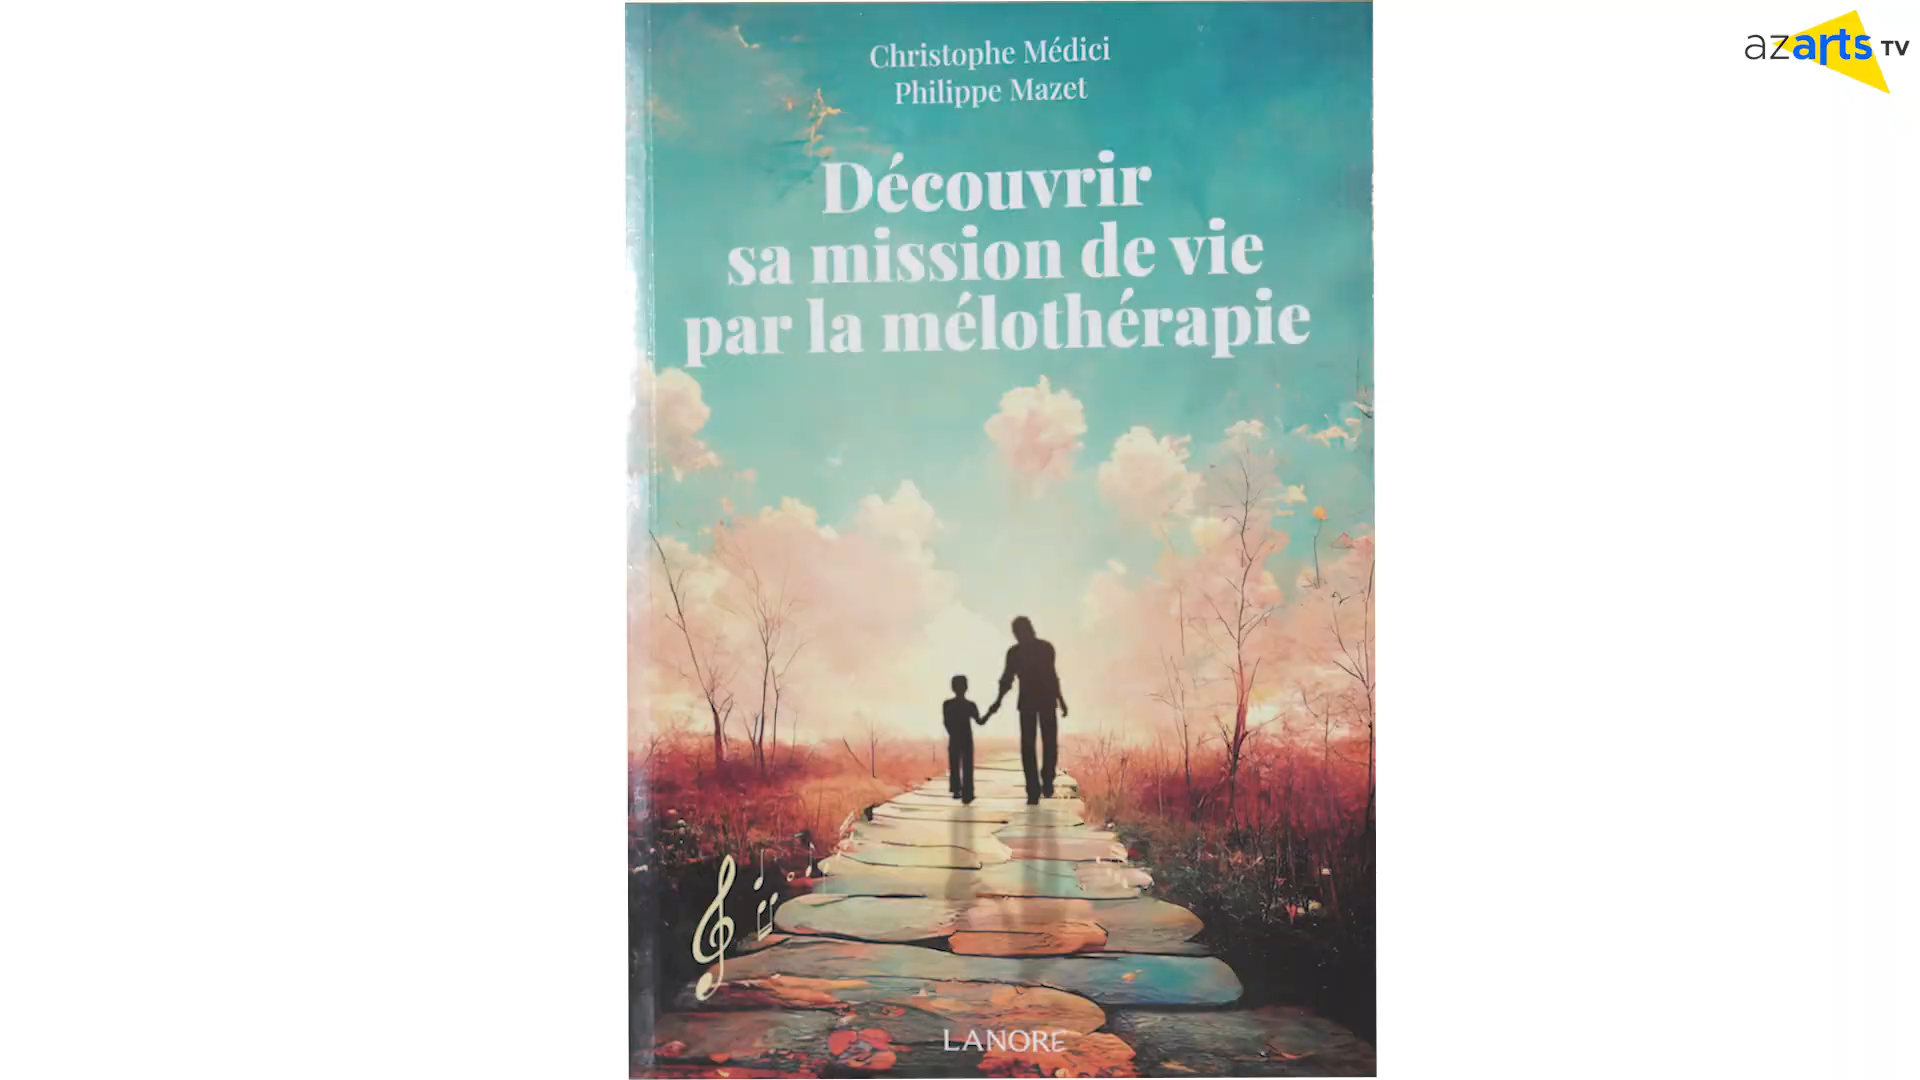 Christophe Médici
Philippe Mazet
Découvrir
sa mission de vie
par la mélothérapie
LANORE
azarts TV